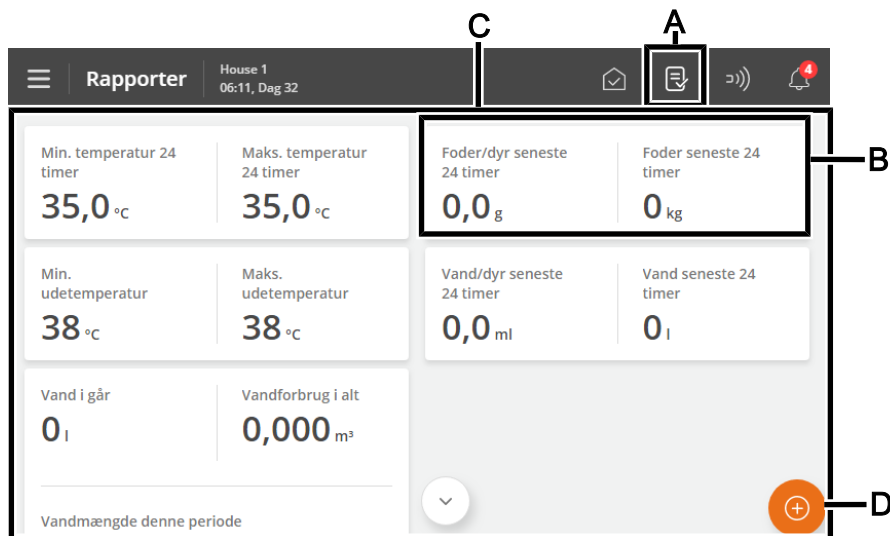 C
A
Rapporter
House 1
06:11, Dag 32
4
Min. temperatur 24
timer
35,0 °C
Maks. temperatur
24 timer
35,0 °C
Foder/dyr seneste
24 timer
0,0 g
Foder seneste 24
timer
0 kg
B
Min.
udetemperatur
38 °C
Maks.
udetemperatur
38 °C
Vand/dyr seneste
24 timer
0,0 ml
Vand seneste 24
timer
0 l
Vand i går
0 l
Vandforbrug i alt
0,000 m³
Vandmængde denne periode
D